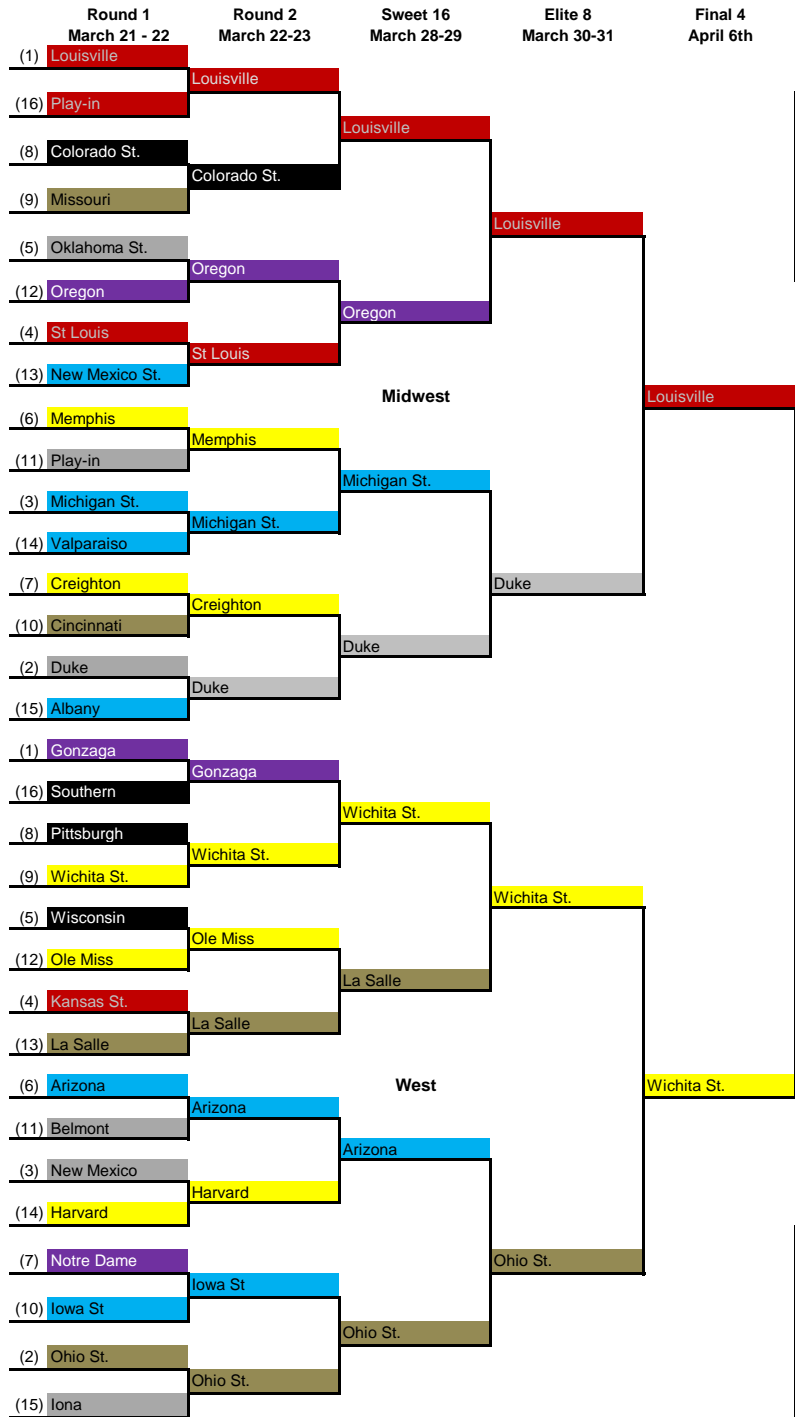 Round 1 Round 2 Sweet 16 Elite 8 Final 4
March 21 - 22 March 22-23 March 28-29 March 30-31 April 6th
(1) Louisville
Louisville
(16) Play-in
Louisville
(8) Colorado St.
Colorado St.
(9) Missouri
Louisville
(5) Oklahoma St.
Oregon
(12) Oregon
Oregon
(4) St Louis
St Louis
(13) New Mexico St.
Midwest Louisville
(6) Memphis
Memphis
(11) Play-in
Michigan St.
(3) Michigan St.
Michigan St.
(14) Valparaiso
(7) Creighton Duke
Creighton
(10) Cincinnati
Duke
(2) Duke
Duke
(15) Albany
(1) Gonzaga
Gonzaga
(16) Southern
Wichita St.
(8) Pittsburgh
Wichita St.
(9) Wichita St.
Wichita St.
(5) Wisconsin
Ole Miss
(12) Ole Miss
La Salle
(4) Kansas St.
La Salle
(13) La Salle
(6) Arizona West Wichita St.
Arizona
(11) Belmont
Arizona
(3) New Mexico
Harvard
(14) Harvard
(7) Notre Dame Ohio St.
Iowa St
(10) Iowa St
Ohio St.
(2) Ohio St.
Ohio St.
(15) Iona